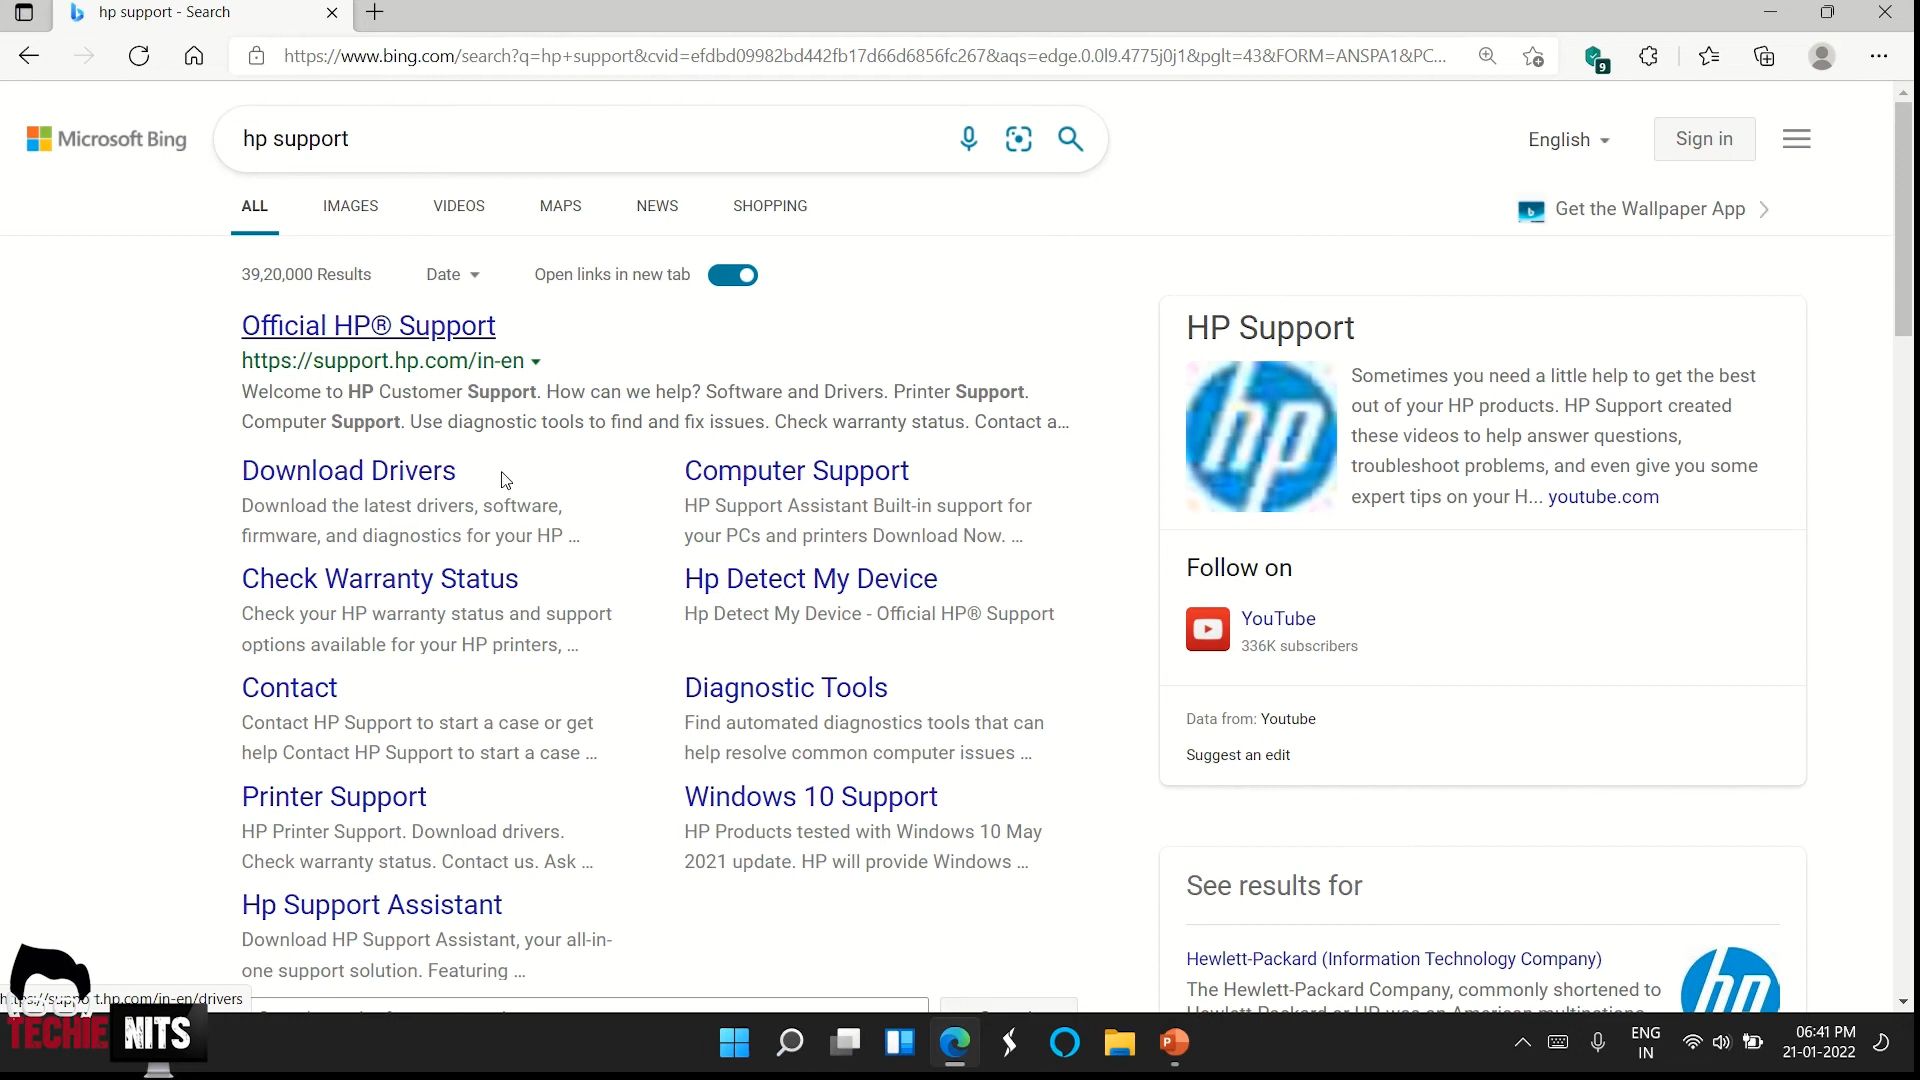 hp support - Search
https://www.bing.com/search?q=hp+support&cvid=efdbd09982bd442fb17d66d6856fc267&aqs=edge.0.0l9.4775j0j1&pglt=43&FORM=ANSPA1&PC...
9
Microsoft Bing
hp support
English
Sign in
ALL
IMAGES
VIDEOS
MAPS
NEWS
SHOPPING
Get the Wallpaper App
39,20,000 Results
Date
Open links in new tab
Official HP® Support
https://support.hp.com/in-en
Welcome to HP Customer Support. How can we help? Software and Drivers. Printer Support.
Computer Support. Use diagnostic tools to find and fix issues. Check warranty status. Contact a...
Download Drivers
Download the latest drivers, software,
firmware, and diagnostics for your HP ...
Computer Support
HP Support Assistant Built-in support for
your PCs and printers Download Now. ...
Check Warranty Status
Check your HP warranty status and support
options available for your HP printers, ...
Hp Detect My Device
Hp Detect My Device - Official HP® Support
Contact
Contact HP Support to start a case or get
help Contact HP Support to start a case ...
Diagnostic Tools
Find automated diagnostics tools that can
help resolve common computer issues ...
Printer Support
HP Printer Support. Download drivers.
Check warranty status. Contact us. Ask ...
Windows 10 Support
HP Products tested with Windows 10 May
2021 update. HP will provide Windows ...
Hp Support Assistant
Download HP Support Assistant, your all-in-
one support solution. Featuring ...
HP Support
hp
Sometimes you need a little help to get the best
out of your HP products. HP Support created
these videos to help answer questions,
troubleshoot problems, and even give you some
expert tips on your H... youtube.com
Follow on
YouTube
336K subscribers
Data from: Youtube
Suggest an edit
See results for
Hewlett-Packard (Information Technology Company)
The Hewlett-Packard Company, commonly shortened to
hp
https://support.hp.com/in-en/drivers
TECHIE NITS
ENG
IN
06:41 PM
21-01-2022